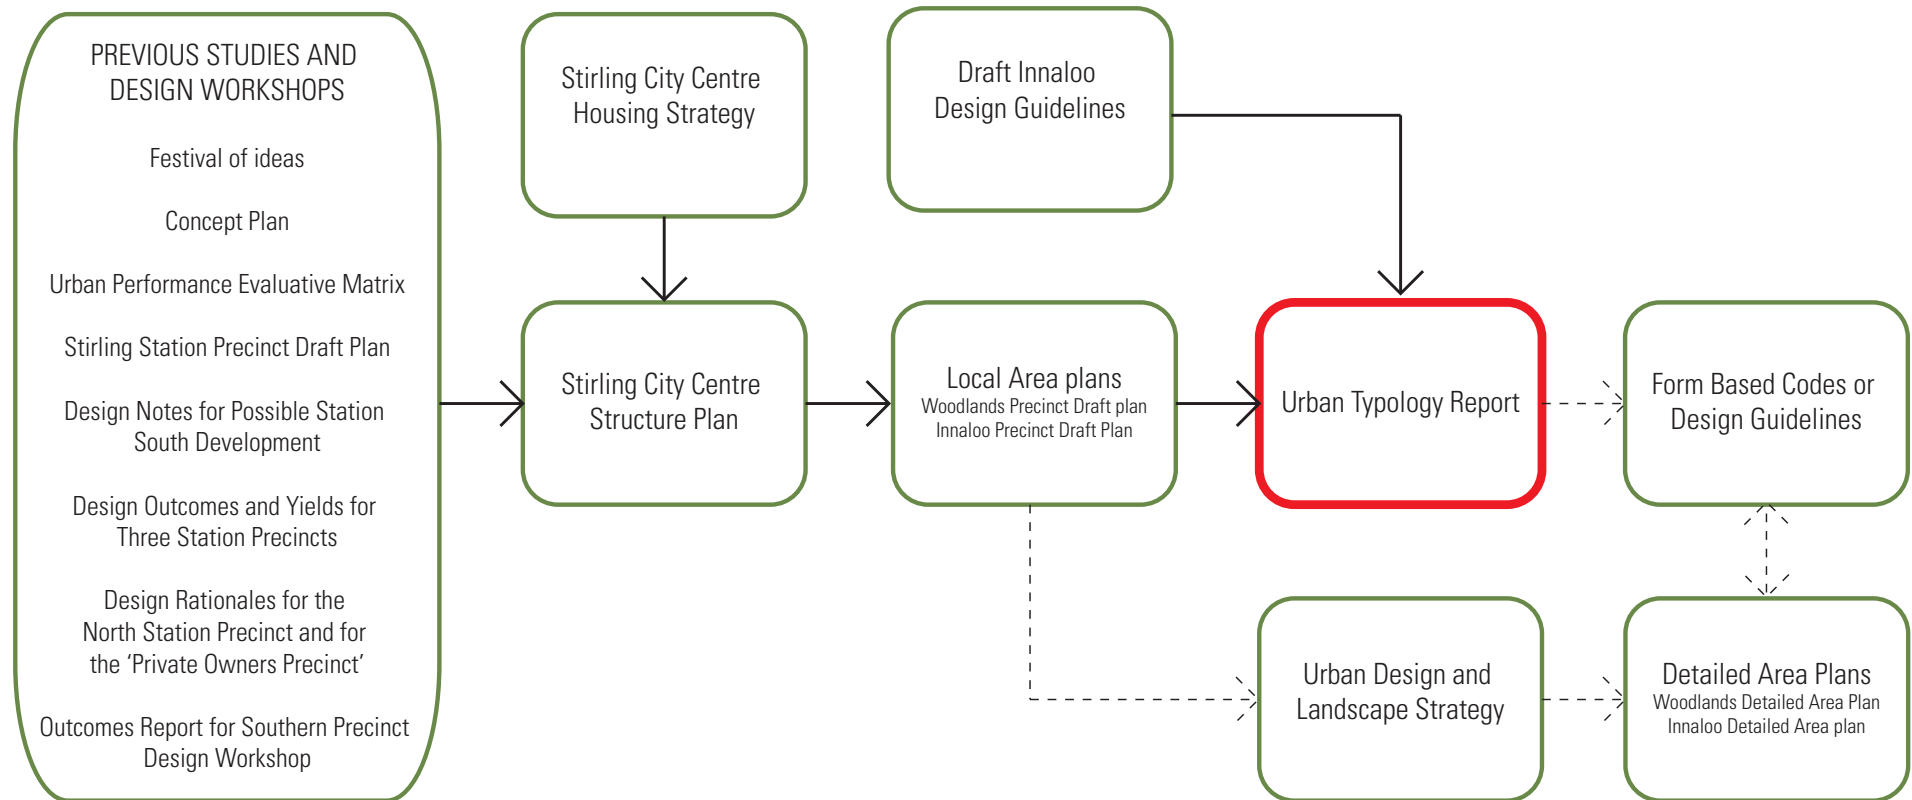 PREVIOUS STUDIES AND
DESIGN WORKSHOPS
Festival of ideas
Concept Plan
Urban Performance Evaluative Matrix
Stirling Station Precinct Draft Plan
Design Notes for Possible Station
South Development
Design Outcomes and Yields for
Three Station Precincts
Design Rationales for the
North Station Precinct and for
the ‘Private Owners Precinct’
Outcomes Report for Southern Precinct
Design Workshop
Stirling City Centre
Housing Strategy
Draft Innaloo
Design Guidelines
Stirling City Centre
Structure Plan
Local Area plans
Woodlands Precinct Draft plan
Innaloo Precinct Draft Plan
Urban Typology Report
Form Based Codes or
Design Guidelines
Urban Design and
Landscape Strategy
Detailed Area Plans
Woodlands Detailed Area Plan
Innaloo Detailed Area plan